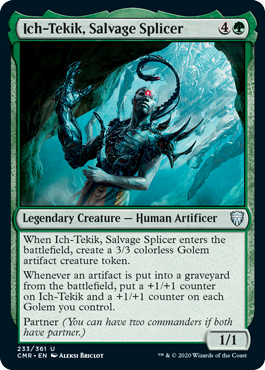 Ich-Tekik, Salvage Splicer 4
Legendary Creature — Human Artificer
When Ich-Tekik, Salvage Splicer enters the
battlefield, create a 3/3 colorless Golem
artifact creature token.
Whenever an artifact is put into a graveyard
from the battlefield, put a +1/+1 counter
on Ich-Tekik and a +1/+1 counter on each
Golem you control.
Partner (You can have two commanders if both
have partner.)
1/1
233/361 U
CMR • EN Aleksi Briclot
™ & © 2020 Wizards of the Coast